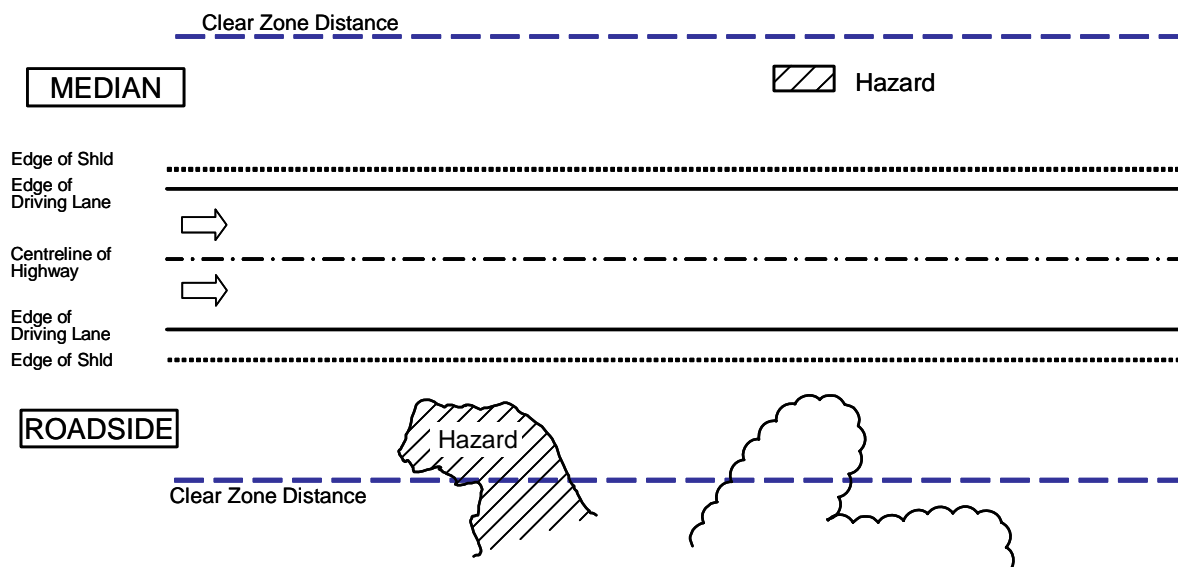 Clear Zone Distance
MEDIAN
Hazard
Edge of Shld
Edge of
Driving Lane
Centreline of
Highway
Edge of
Driving Lane
Edge of Shld
ROADSIDE
Hazard
Clear Zone Distance